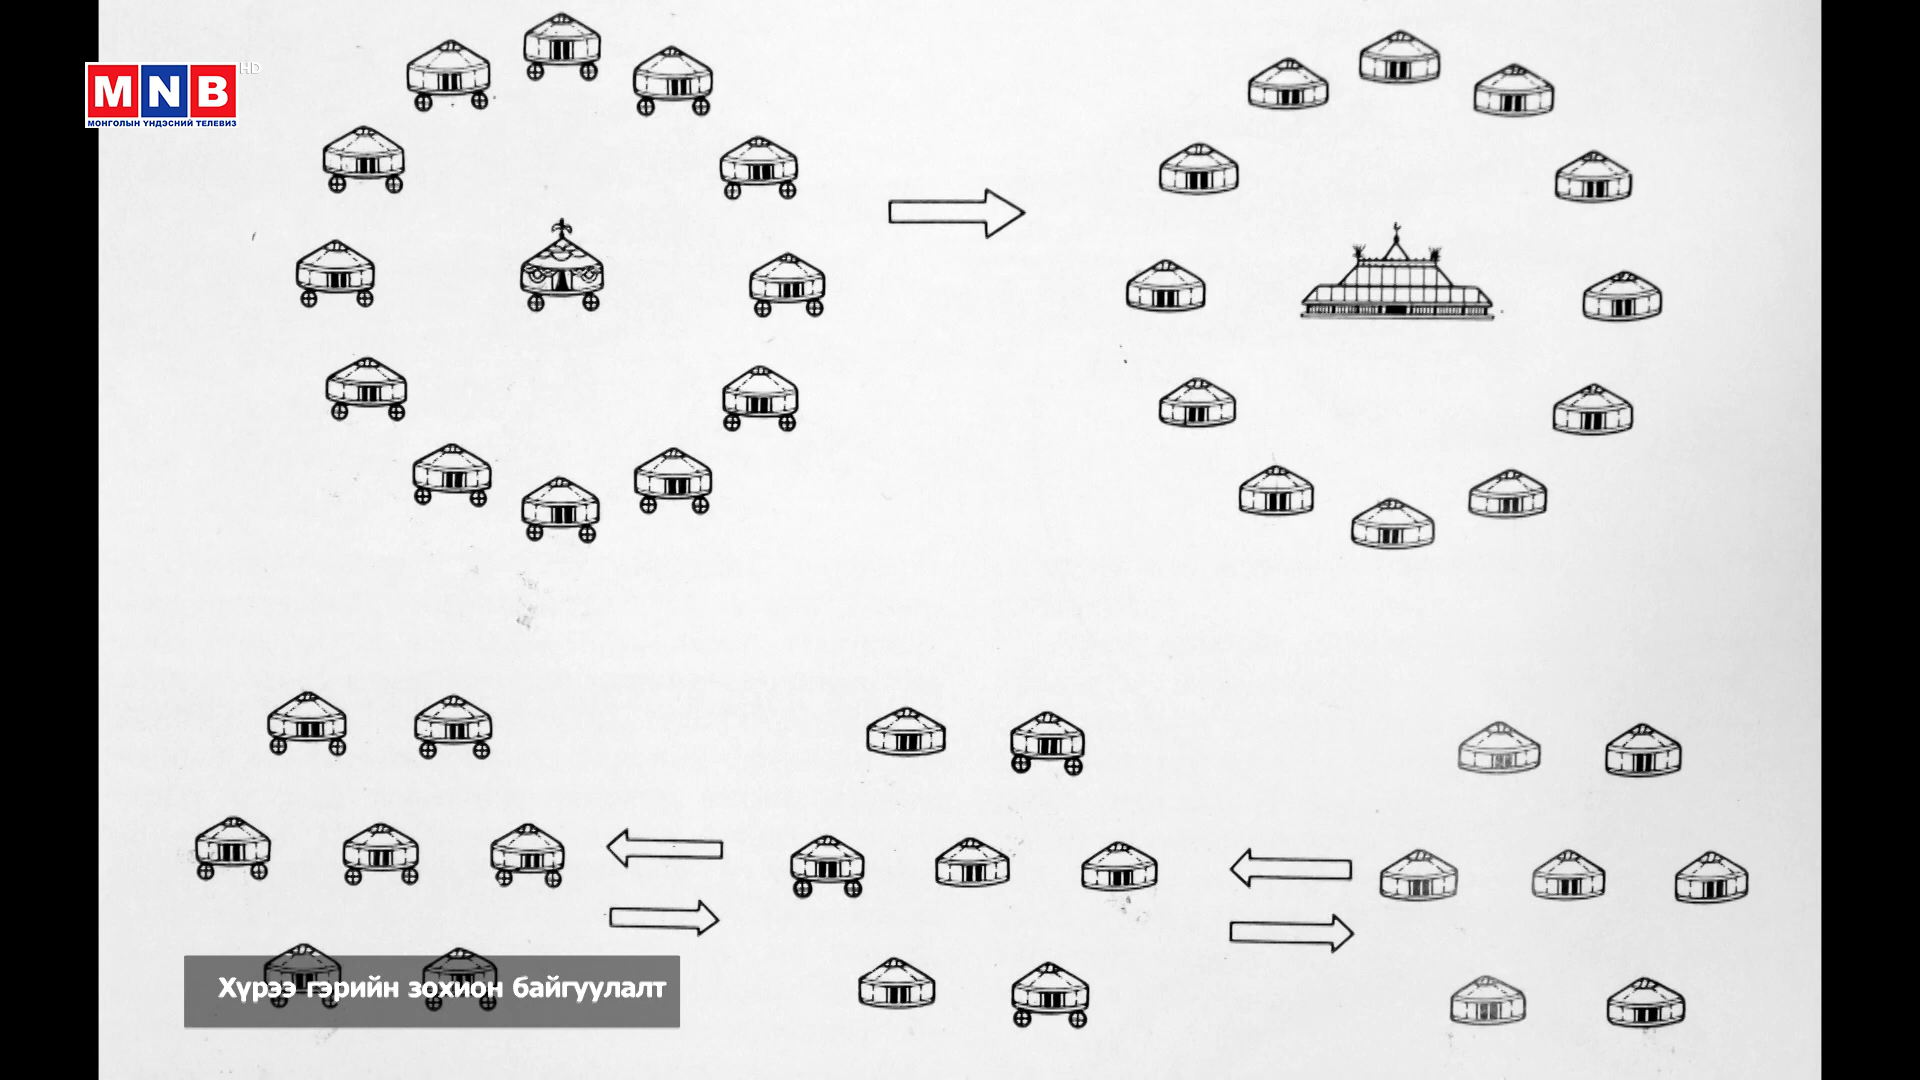 MNB HD
МОНГОЛЫН ҮНДЭСНИЙ ТЕЛЕВИЗ
Хүрээ гэрийн зохион байгуулалт